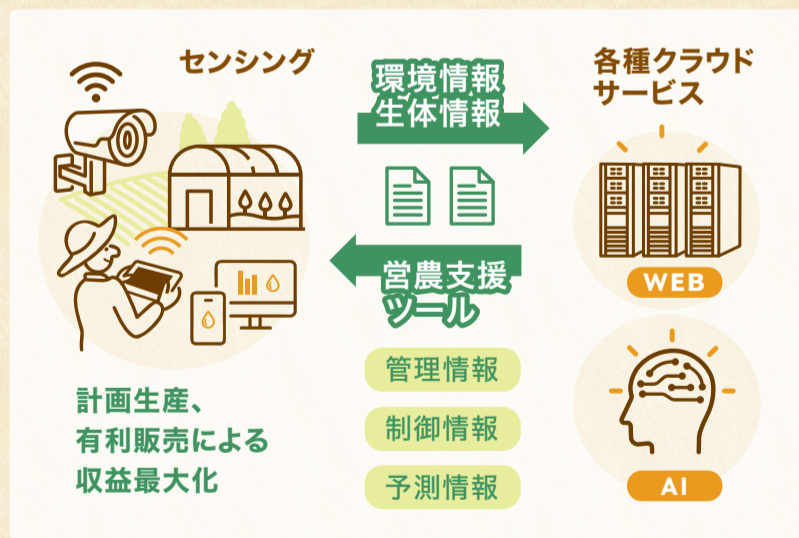 センシング
環境情報
生体情報
各種クラウド
サービス
WEB
営農支援
ツール
管理情報
制御情報
予測情報
AI
計画生産、
有利販売による
収益最大化